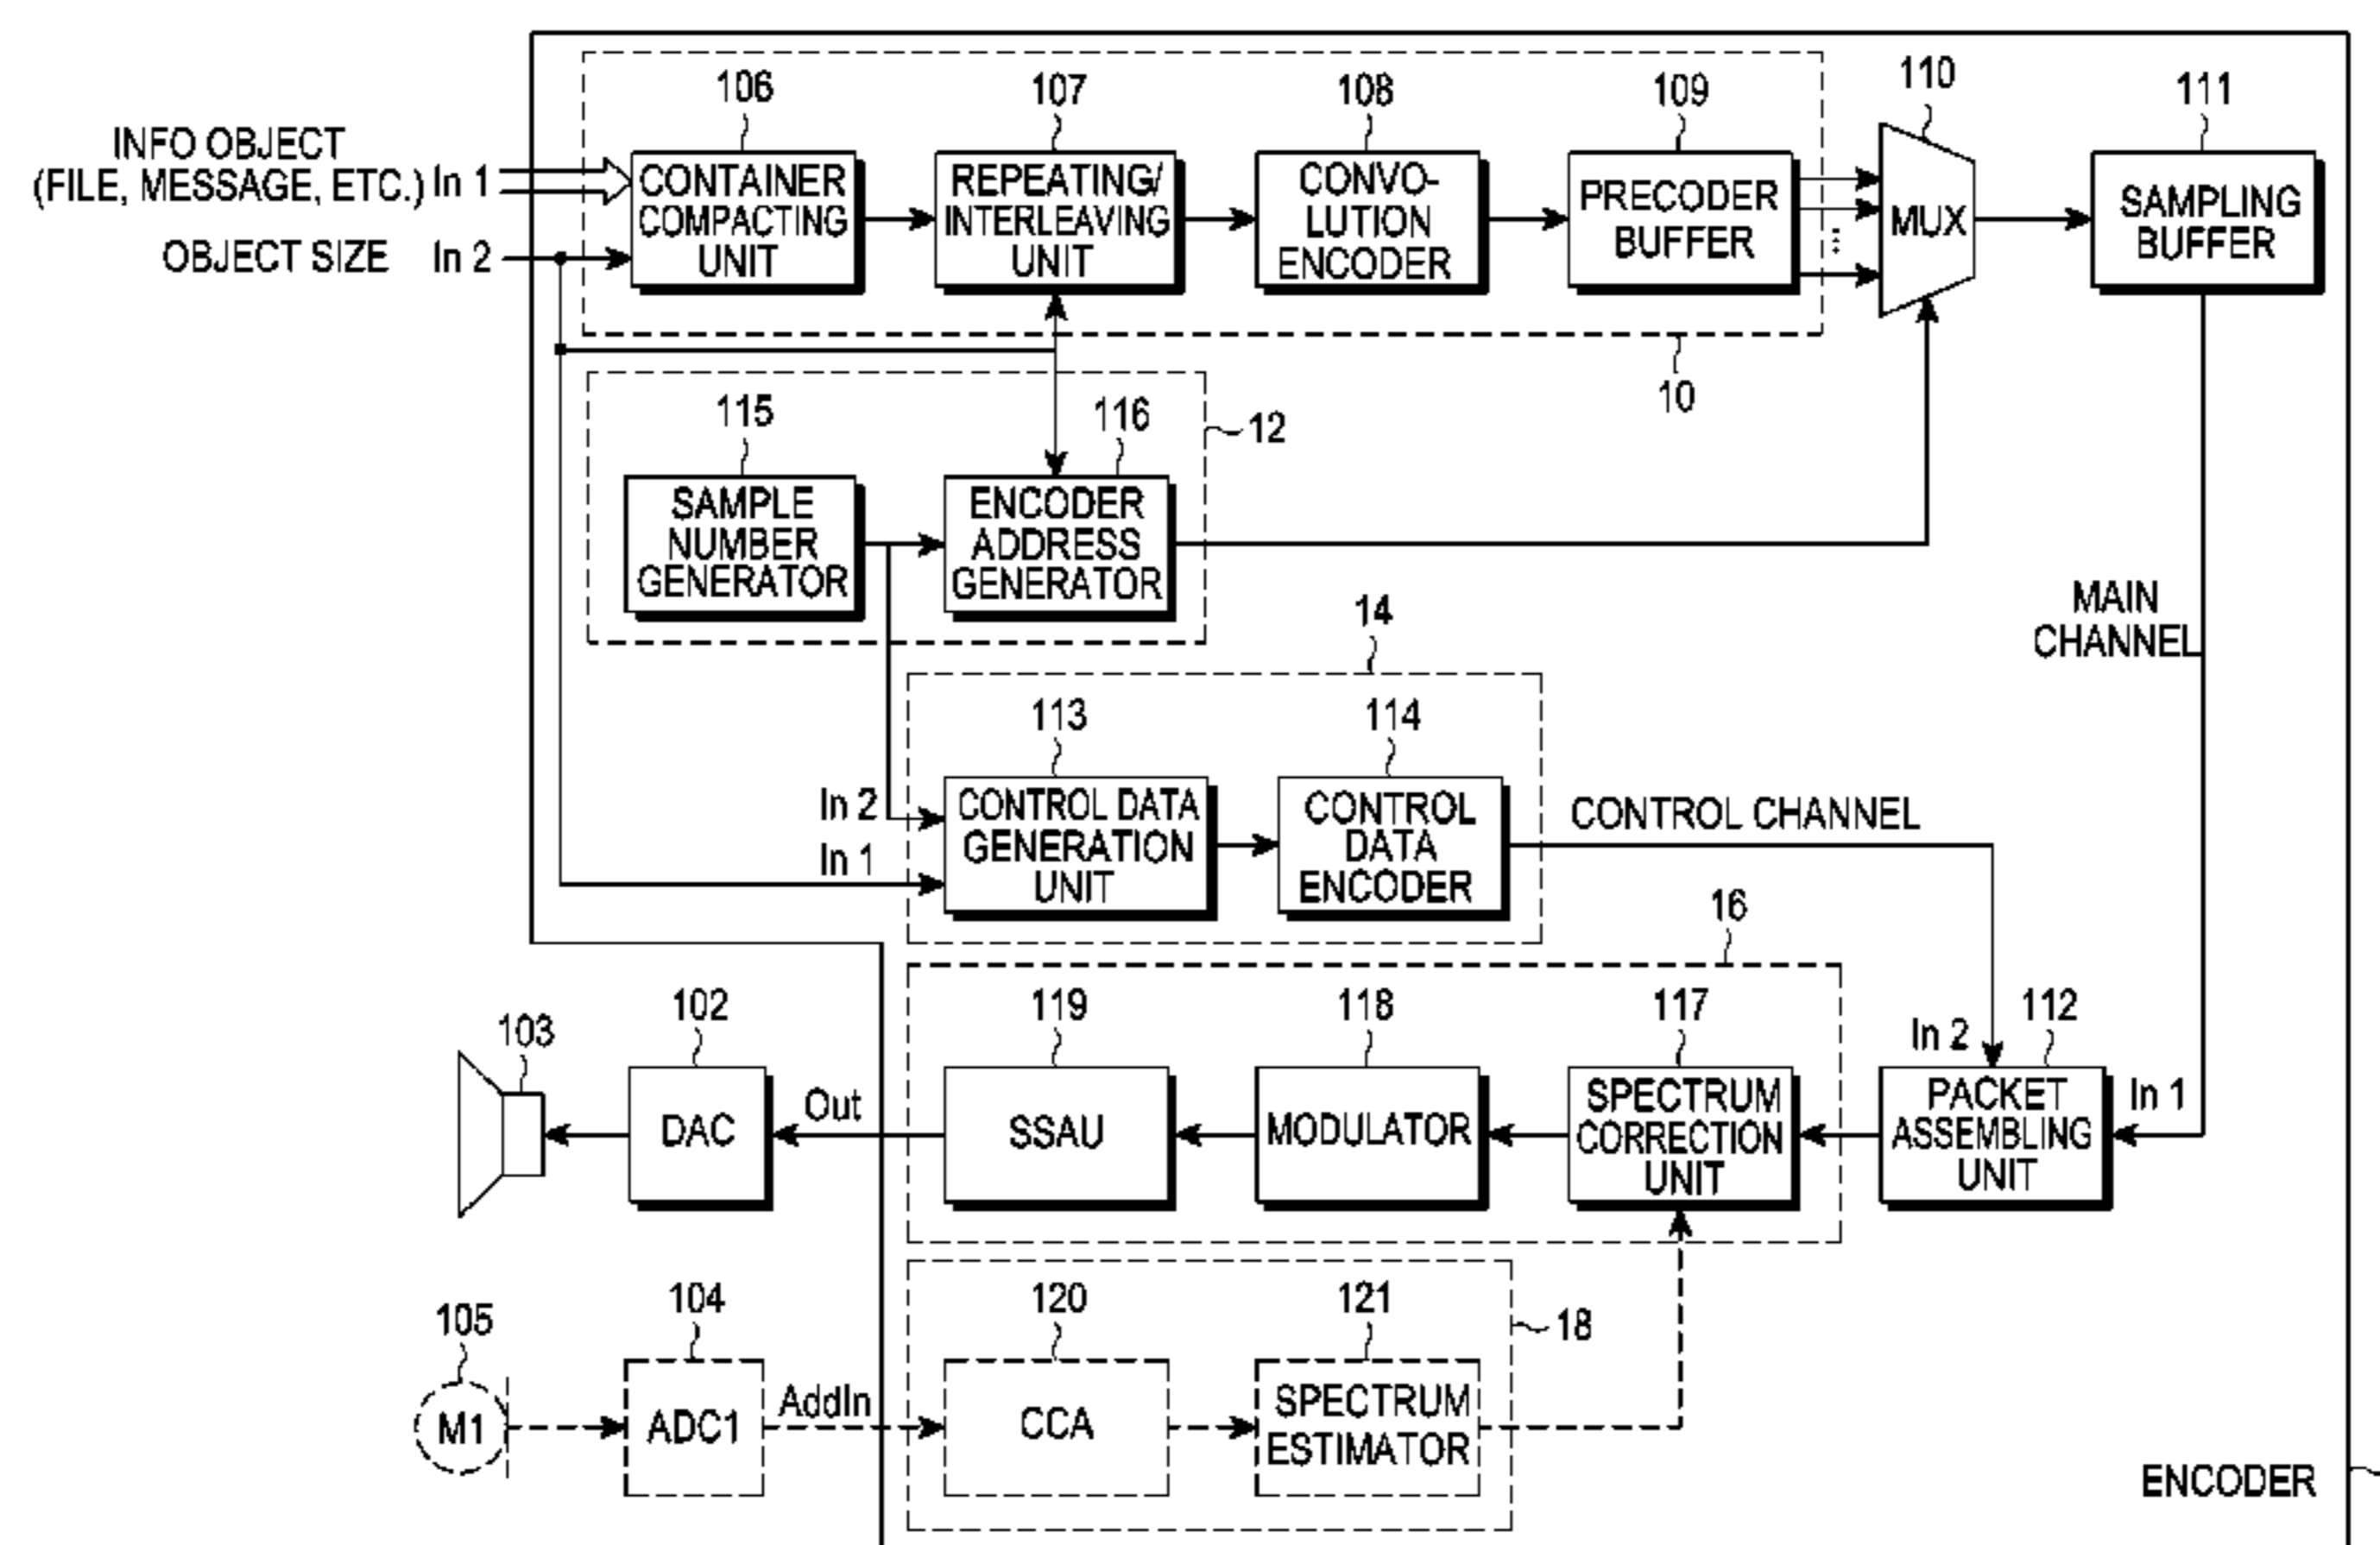 106
107
108
109
110
111
INFO OBJECT
(FILE, MESSAGE, ETC.) In 1
OBJECT SIZE In 2
CONTAINER
COMPACTING
UNIT
REPEATING/
INTERLEAVING
UNIT
CONVO-
LUTION
ENCODER
PRECODER
BUFFER
MUX
SAMPLING
BUFFER
10
115
116
12
SAMPLE
NUMBER
GENERATOR
ENCODER
ADDRESS
GENERATOR
MAIN
CHANNEL
14
113
114
In 2
In 1
CONTROL DATA
GENERATION
UNIT
CONTROL
DATA
ENCODER
CONTROL CHANNEL
16
103
102
119
118
117
112
In 2
In 1
DAC
Out
SSAU
MODULATOR
SPECTRUM
CORRECTION
UNIT
PACKET
ASSEMBLING
UNIT
105
104
120
121
18
M1
ADC1
AddIn
CCA
SPECTRUM
ESTIMATOR
ENCODER